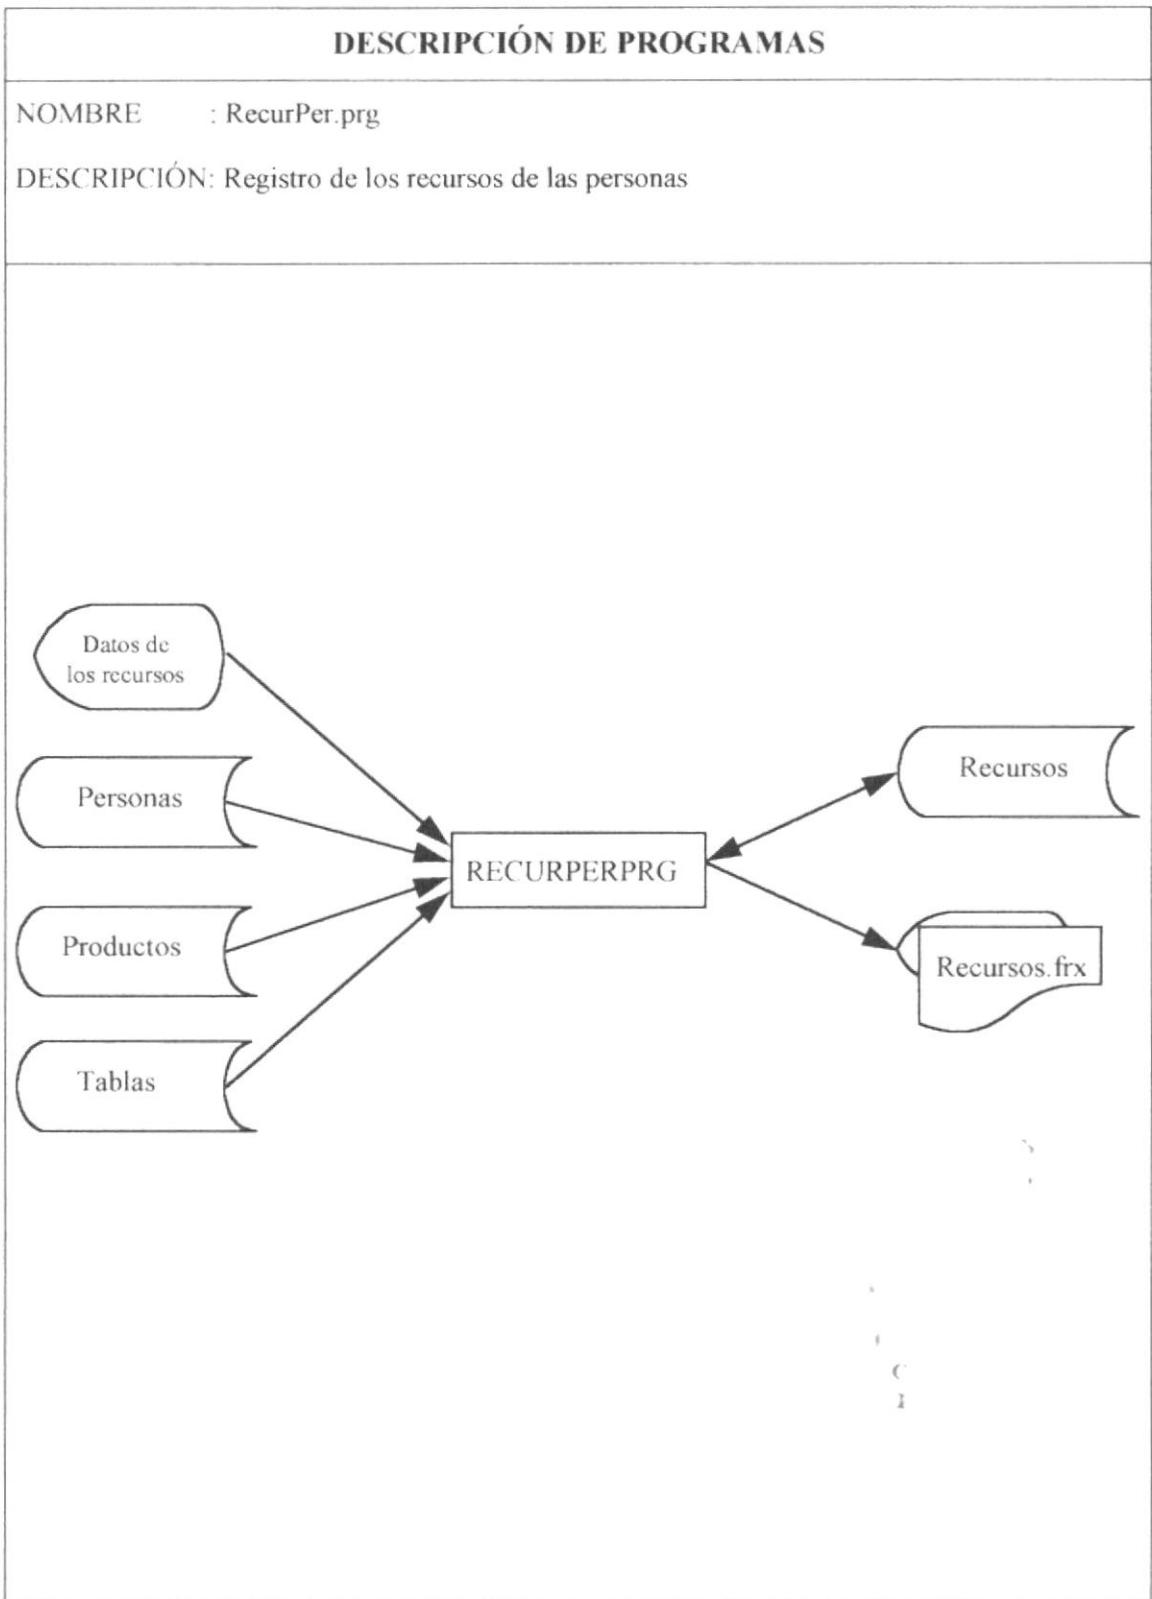 DESCRIPCIÓN DE PROGRAMAS
NOMBRE : RecurPer.prg
DESCRIPCIÓN: Registro de los recursos de las personas
Datos de
los recursos
Personas
Productos
Tablas
RECURPERPRG
Recursos
Recursos.frx